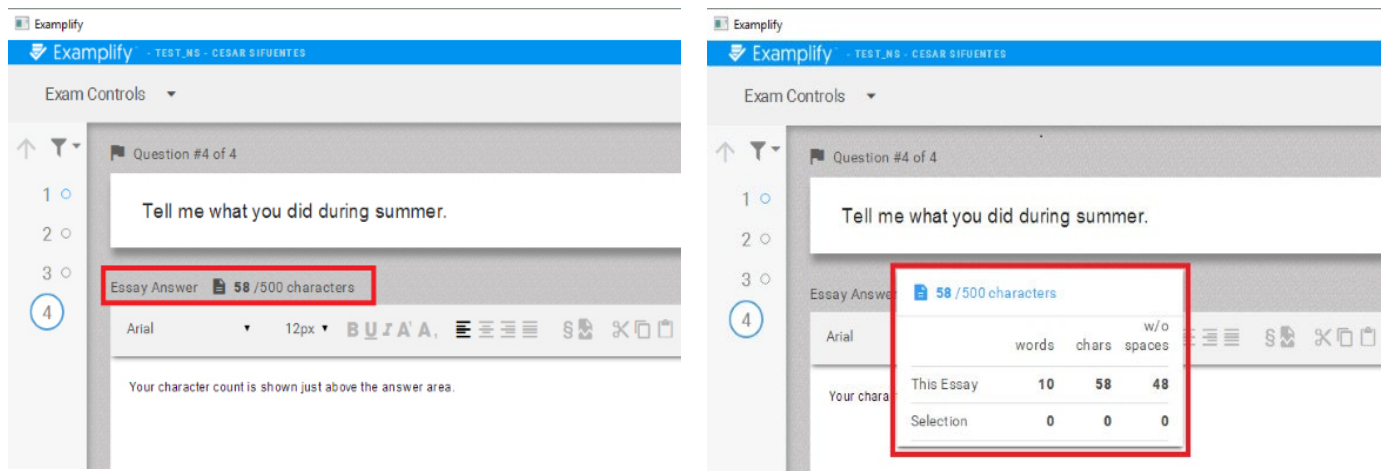 Examplify
Examplify - TEST_NS - CESAR SIFUENTES
Exam Controls
Question #4 of 4
1
Tell me what you did during summer.
2
3
Essay Answer 58 /500 characters
4
Arial 12px B U I A A
Your character count is shown just above the answer area.
Examplify
Examplify - TEST_NS - CESAR SIFUENTES
Exam Controls
Question #4 of 4
1
Tell me what you did during summer.
2
3
Essay Answer 58 /500 characters
4
Arial
words chars w/o spaces
This Essay 10 58 48
Your chara
Selection 0 0 0